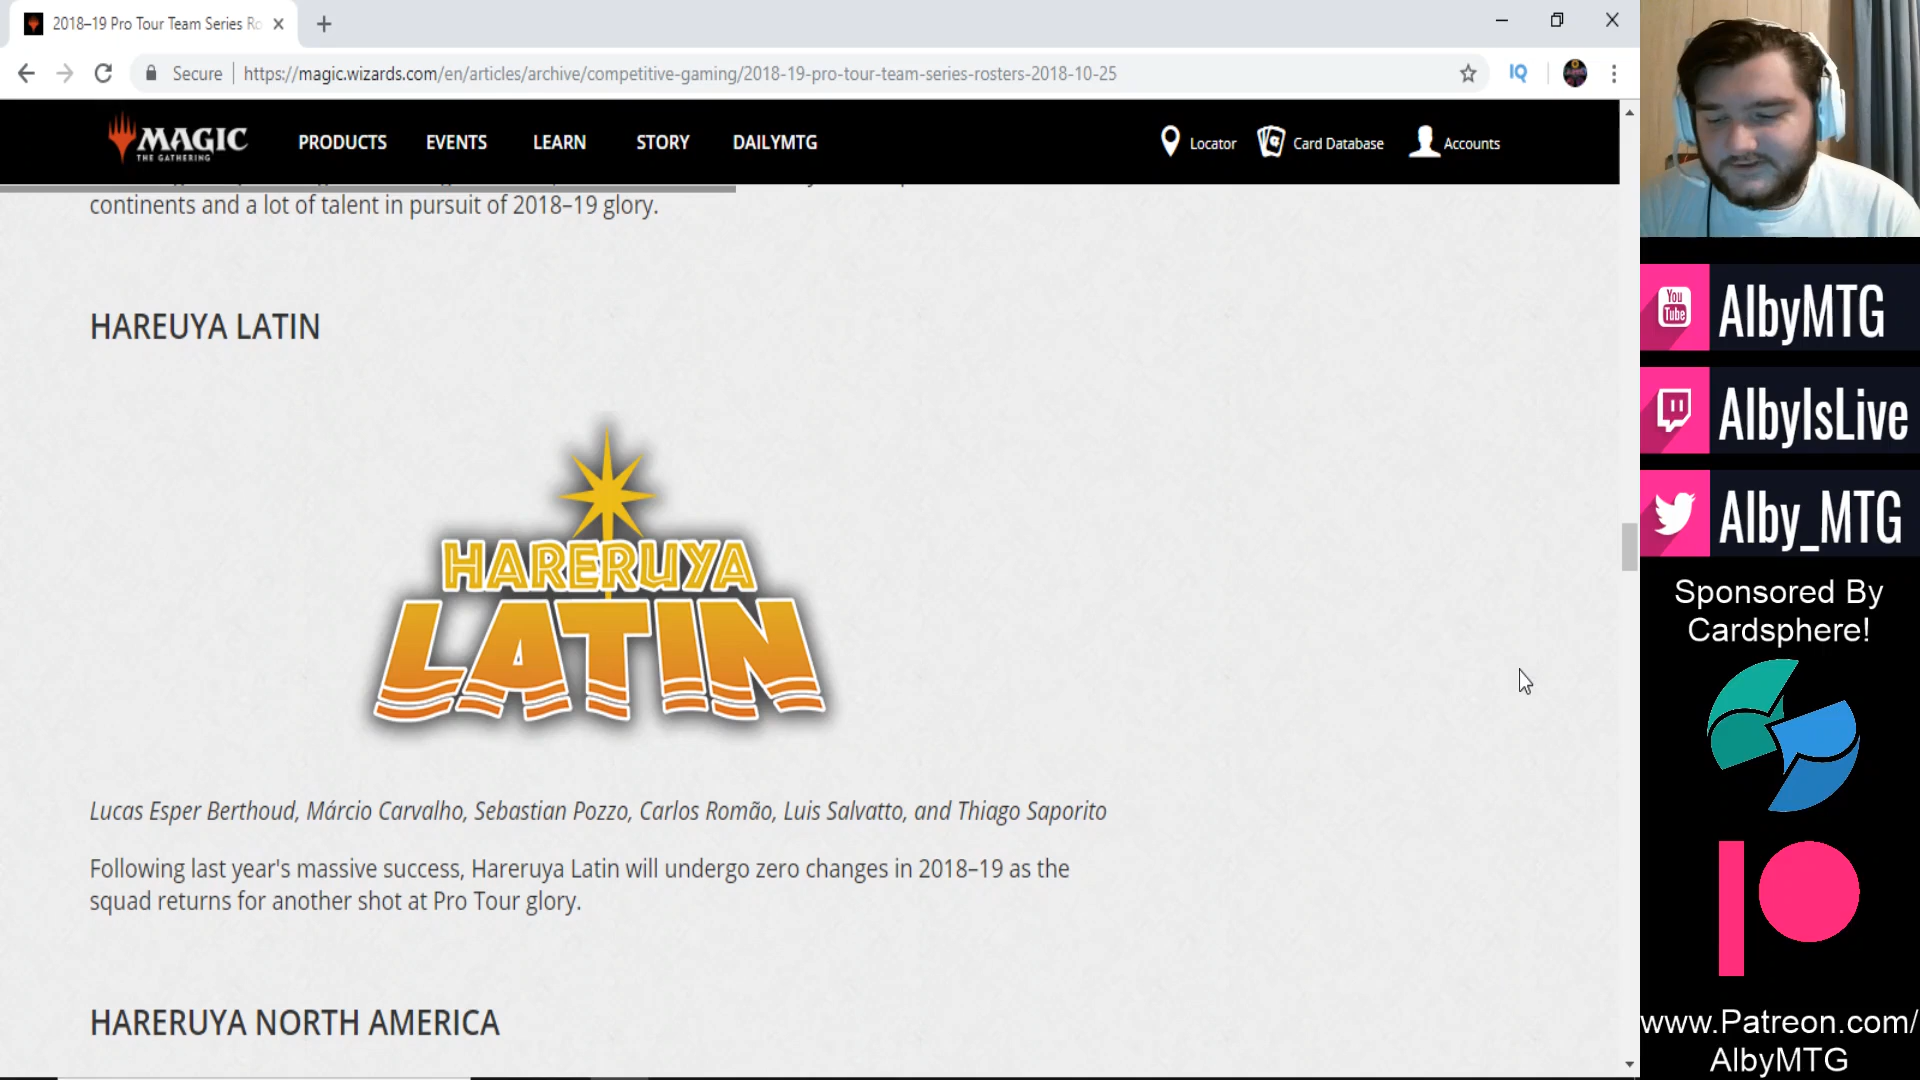 2018–19 Pro Tour Team Series Ro
Secure
https://magic.wizards.com/en/articles/archive/competitive-gaming/2018-19-pro-tour-team-series-rosters-2018-10-25
IQ
MAGIC
THE GATHERING
PRODUCTS
EVENTS
LEARN
STORY
DAILYMTG
Locator
Card Database
Accounts
continents and a lot of talent in pursuit of 2018–19 glory.
HAREUYA LATIN
HARERUYA
LATIN
Lucas Esper Berthoud, Márcio Carvalho, Sebastian Pozzo, Carlos Romão, Luis Salvatto, and Thiago Saporito
Following last year's massive success, Hareruya Latin will undergo zero changes in 2018–19 as the
squad returns for another shot at Pro Tour glory.
HARERUYA NORTH AMERICA
You
Tube
AlbyMTG
AlbyIsLive
Alby_MTG
Sponsored By
Cardsphere!
www.Patreon.com/
AlbyMTG